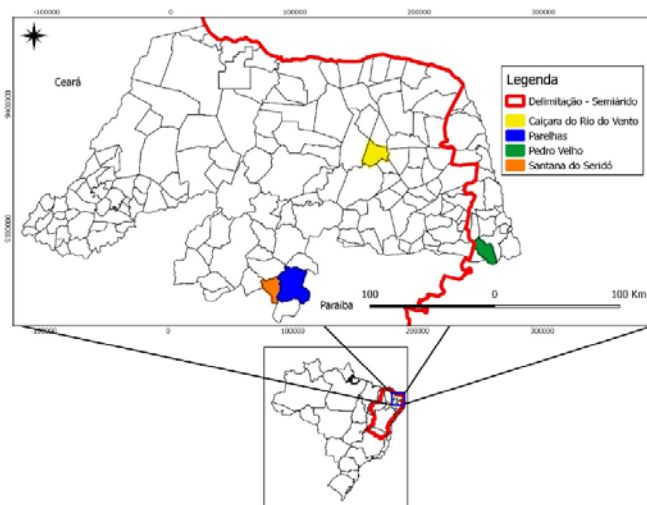 -100000 0 100000 200000 300000
Ceará
9400000
9300000
Legenda
Delimitação - Semiárido
Caiçara do Rio do Vento
Parelhas
Pedro Velho
Santana do Seridó
Paraíba
100 0 100 Km
-100000 0 100000 200000 300000